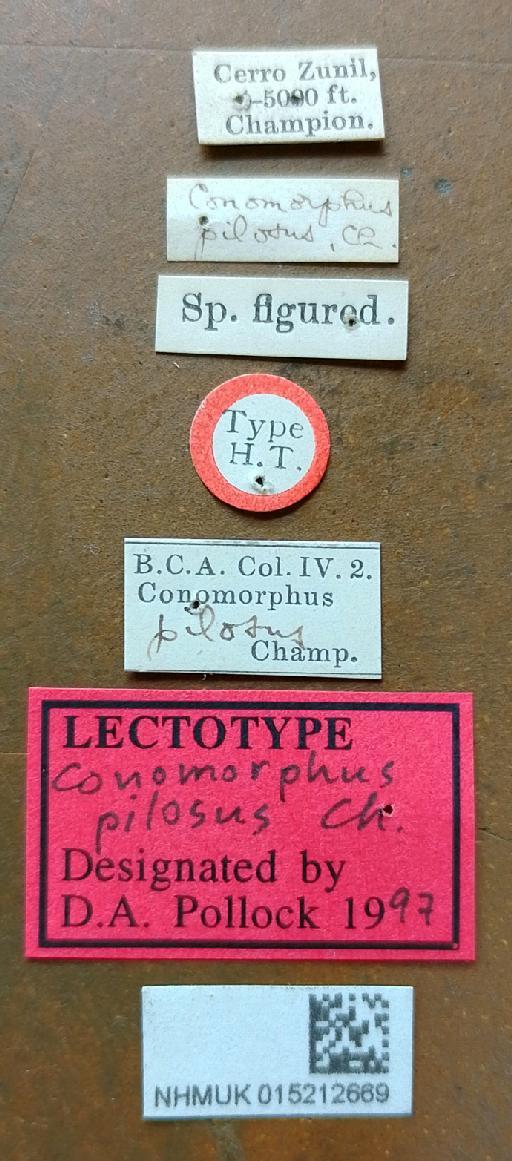 Cerro Zunil,
-5000 ft.
Champion.
Conomorphus
pilosus, Ch.
Sp. figured.
Type
H.T.
B.C.A. Col. IV. 2.
Conomorphus
pilosus
Champ.
LECTOTYPE
Conomorphus
pilosus Ch.
Designated by
D.A. Pollock 1997
NHMUK 015212669